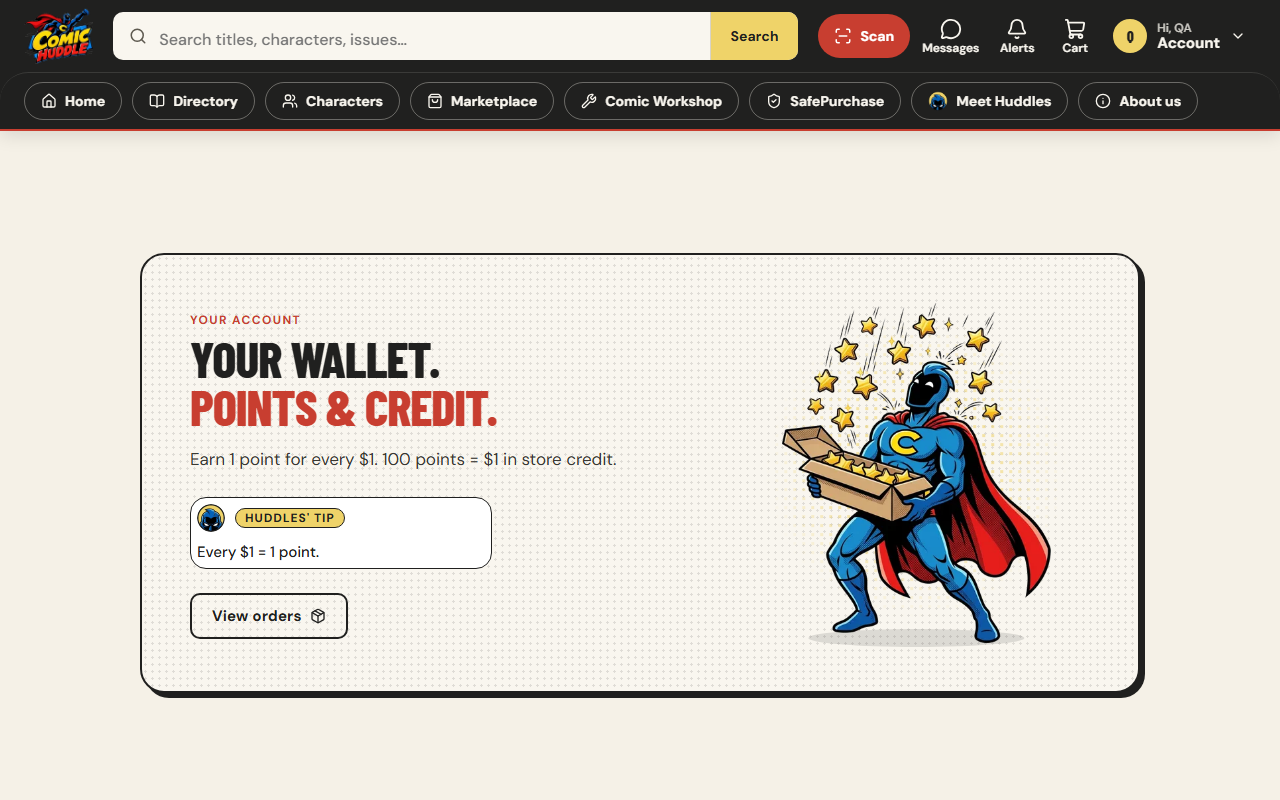 COMIC
HUDDLE
Search titles, characters, issues...
Search
Scan
Messages
Alerts
Cart
0
Hi, QA
Account
Home
Directory
Characters
Marketplace
Comic Workshop
SafePurchase
Meet Huddles
About us
YOUR ACCOUNT
YOUR WALLET.
POINTS & CREDIT.
Earn 1 point for every $1. 100 points = $1 in store credit.
HUDDLES' TIP
Every $1 = 1 point.
View orders
C